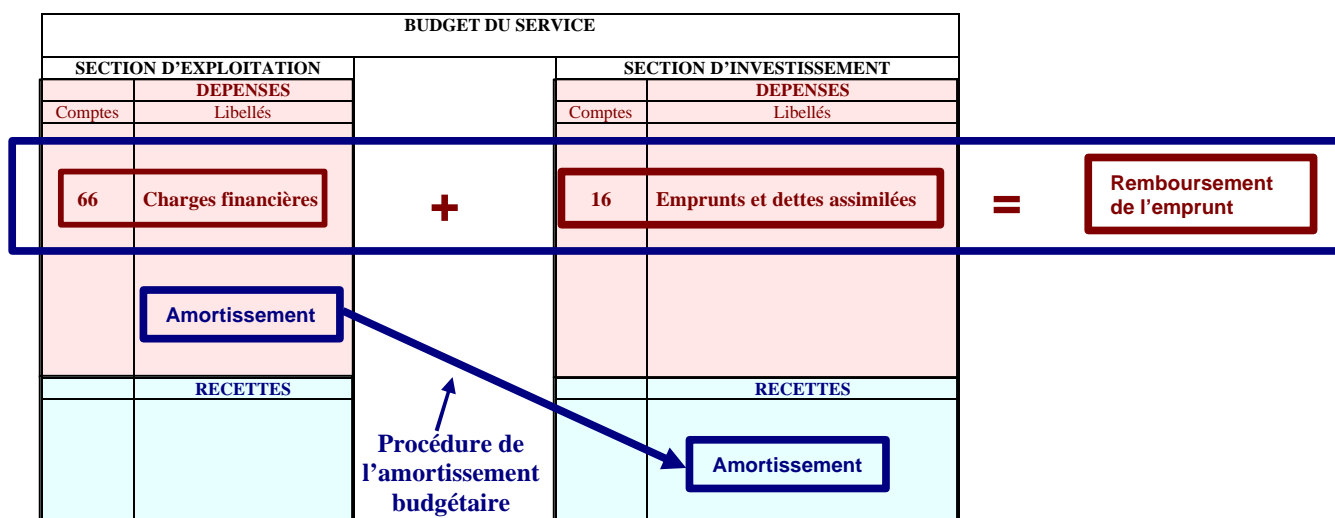 BUDGET DU SERVICE
SECTION D’EXPLOITATION
SECTION D’INVESTISSEMENT
DEPENSES
DEPENSES
Comptes Libellés
Comptes Libellés
66 Charges financières
+
16 Emprunts et dettes assimilées
=
Remboursement
de l’emprunt
Amortissement
RECETTES
RECETTES
Procédure de
l’amortissement
budgétaire
Amortissement